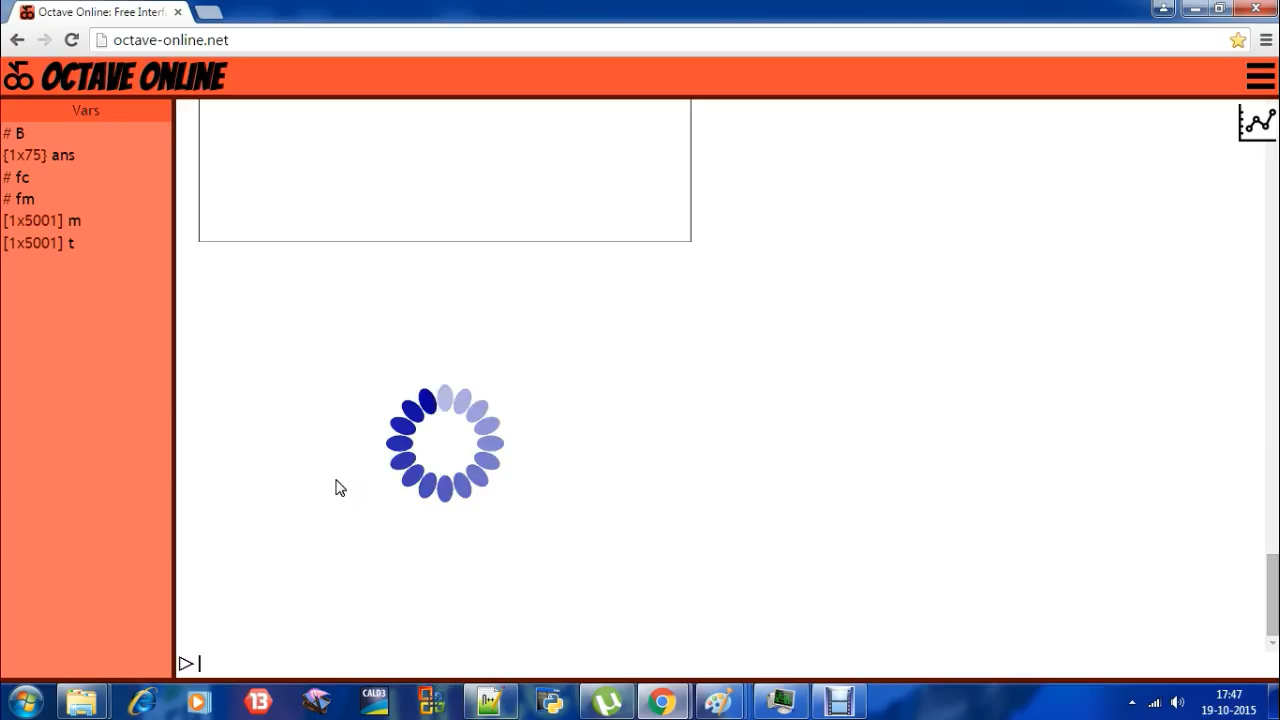 Octave Online: Free Interf
octave-online.net
OCTAVE ONLINE
Vars
# B
{1x75} ans
# fc
# fm
[1x5001] m
[1x5001] t
13
CALD3
17:47
19-10-2015